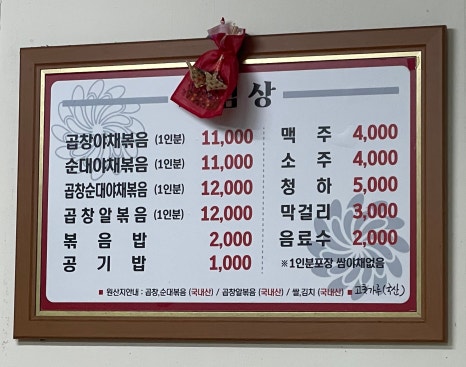 상
곱창야채볶음 (1인분) 11,000
순대야채볶음 (1인분) 11,000
곱창순대야채볶음 (1인분) 12,000
곱창알볶음 (1인분) 12,000
볶음밥 2,000
공기밥 1,000
맥주 4,000
소주 4,000
청하 5,000
막걸리 3,000
음료수 2,000
※1인분포장 쌈야채없음
■ 원산지안내 : 곱창,순대볶음 (국내산) / 곱창알볶음 (국내산) / 쌀,김치 (국내산) ■ 고춧가루